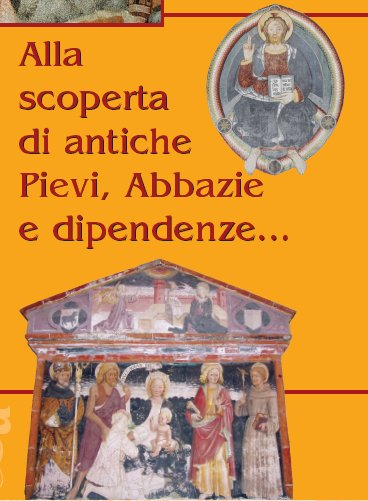 Alla
scoperta
di antiche
Pievi, Abbazie
e dipendenze...